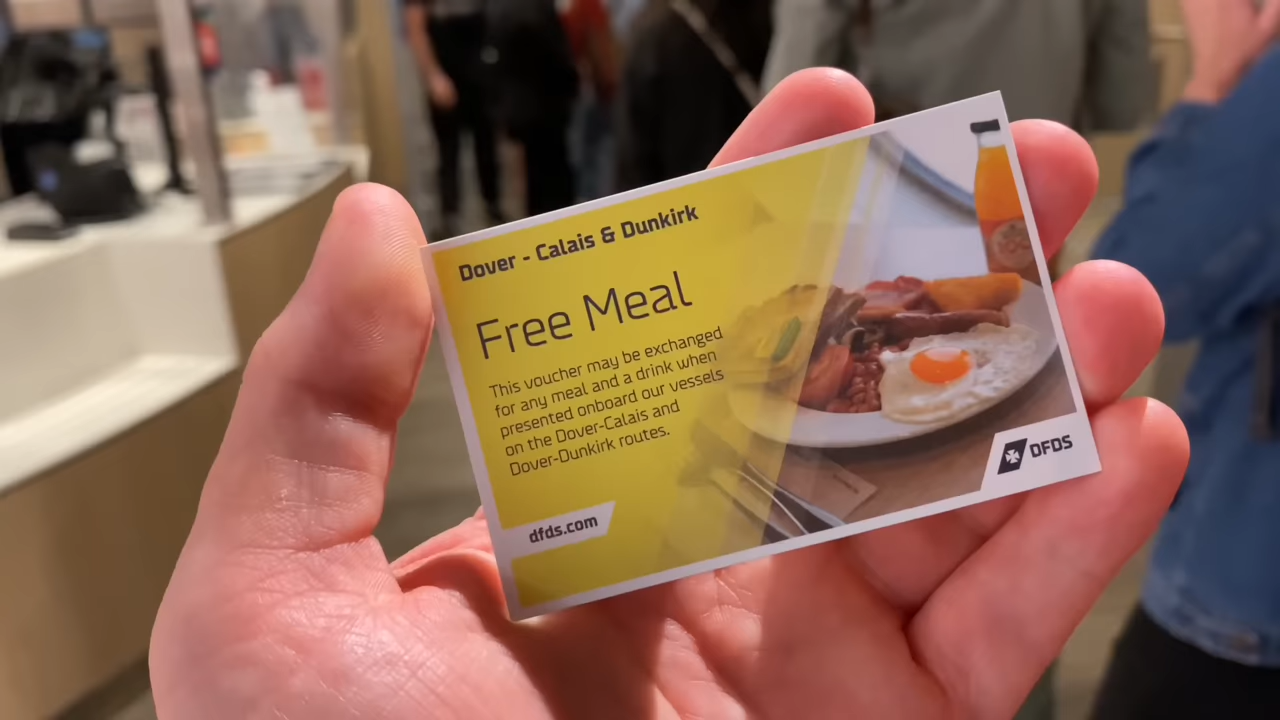 Dover - Calais & Dunkirk
Free Meal
This voucher may be exchanged
for any meal and a drink when
presented onboard our vessels
on the Dover-Calais and
Dover-Dunkirk routes.
dfds.com
DFDS